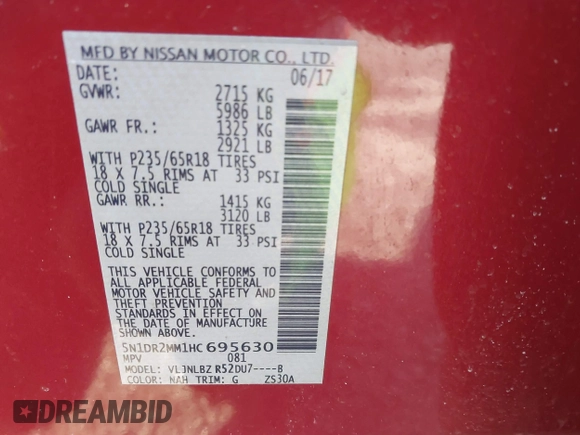 MFD BY NISSAN MOTOR CO., LTD.
DATE: 06/17
GVWR: 2715 KG
5986 LB
GAWR FR.: 1325 KG
2921 LB
WITH P235/65R18 TIRES
18 X 7.5 RIMS AT 33 PSI
COLD SINGLE
GAWR RR.: 1415 KG
3120 LB
WITH P235/65R18 TIRES
18 X 7.5 RIMS AT 33 PSI
COLD SINGLE
THIS VEHICLE CONFORMS TO
ALL APPLICABLE FEDERAL
MOTOR VEHICLE SAFETY AND
THEFT PREVENTION
STANDARDS IN EFFECT ON
THE DATE OF MANUFACTURE
SHOWN ABOVE.
5N1DR2MM1HC695630
MPV 081
MODEL: VLJNLBZ R52DU7----B
COLOR: NAH TRIM: G ZS30A
DREAMBID